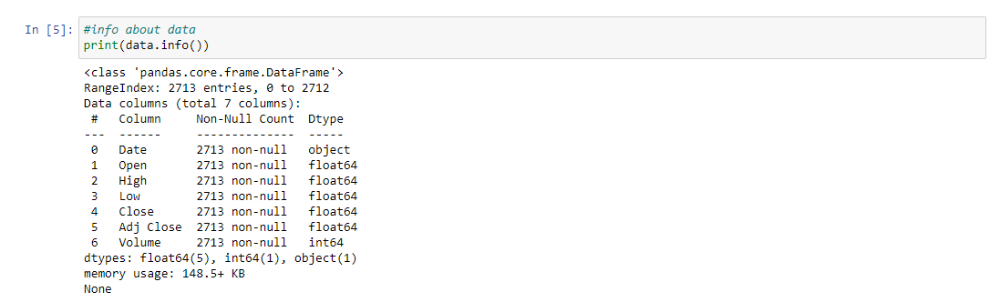 In [5]: #info about data
print(data.info())
<class 'pandas.core.frame.DataFrame'>
RangeIndex: 2713 entries, 0 to 2712
Data columns (total 7 columns):
 #   Column     Non-Null Count  Dtype
---  ------     --------------  -----
 0   Date       2713 non-null   object
 1   Open       2713 non-null   float64
 2   High       2713 non-null   float64
 3   Low        2713 non-null   float64
 4   Close      2713 non-null   float64
 5   Adj Close  2713 non-null   float64
 6   Volume     2713 non-null   int64
dtypes: float64(5), int64(1), object(1)
memory usage: 148.5+ KB
None